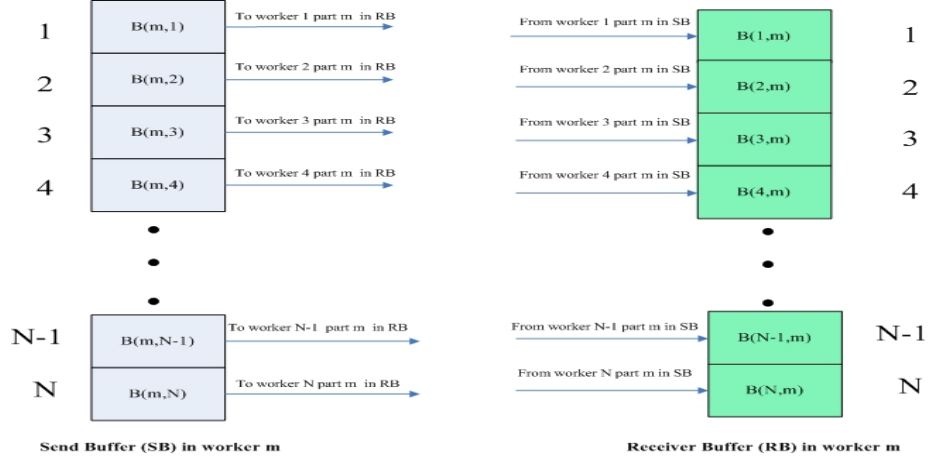 1
B(m,1)
To worker 1 part m in RB
From worker 1 part m in SB
B(1,m)
1
2
B(m,2)
To worker 2 part m in RB
From worker 2 part m in SB
B(2,m)
2
3
B(m,3)
To worker 3 part m in RB
From worker 3 part m in SB
B(3,m)
3
4
B(m,4)
To worker 4 part m in RB
From worker 4 part m in SB
B(4,m)
4
N-1
B(m,N-1)
To worker N-1 part m in RB
From worker N-1 part m in SB
B(N-1,m)
N-1
N
B(m,N)
To worker N part m in RB
From worker N part m in SB
B(N,m)
N
Send Buffer (SB) in worker m
Receiver Buffer (RB) in worker m